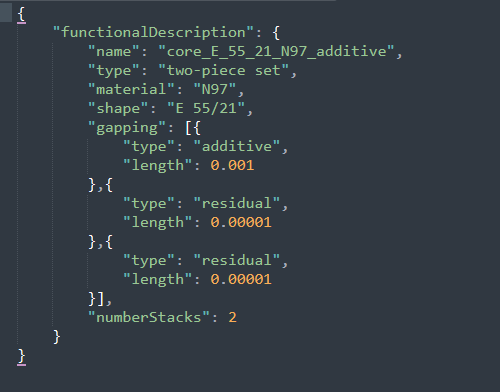 {
    "functionalDescription": {
        "name": "core_E_55_21_N97_additive",
        "type": "two-piece set",
        "material": "N97",
        "shape": "E 55/21",
        "gapping": [{
            "type": "additive",
            "length": 0.001
        },{
            "type": "residual",
            "length": 0.00001
        },{
            "type": "residual",
            "length": 0.00001
        }],
        "numberStacks": 2
    }
}